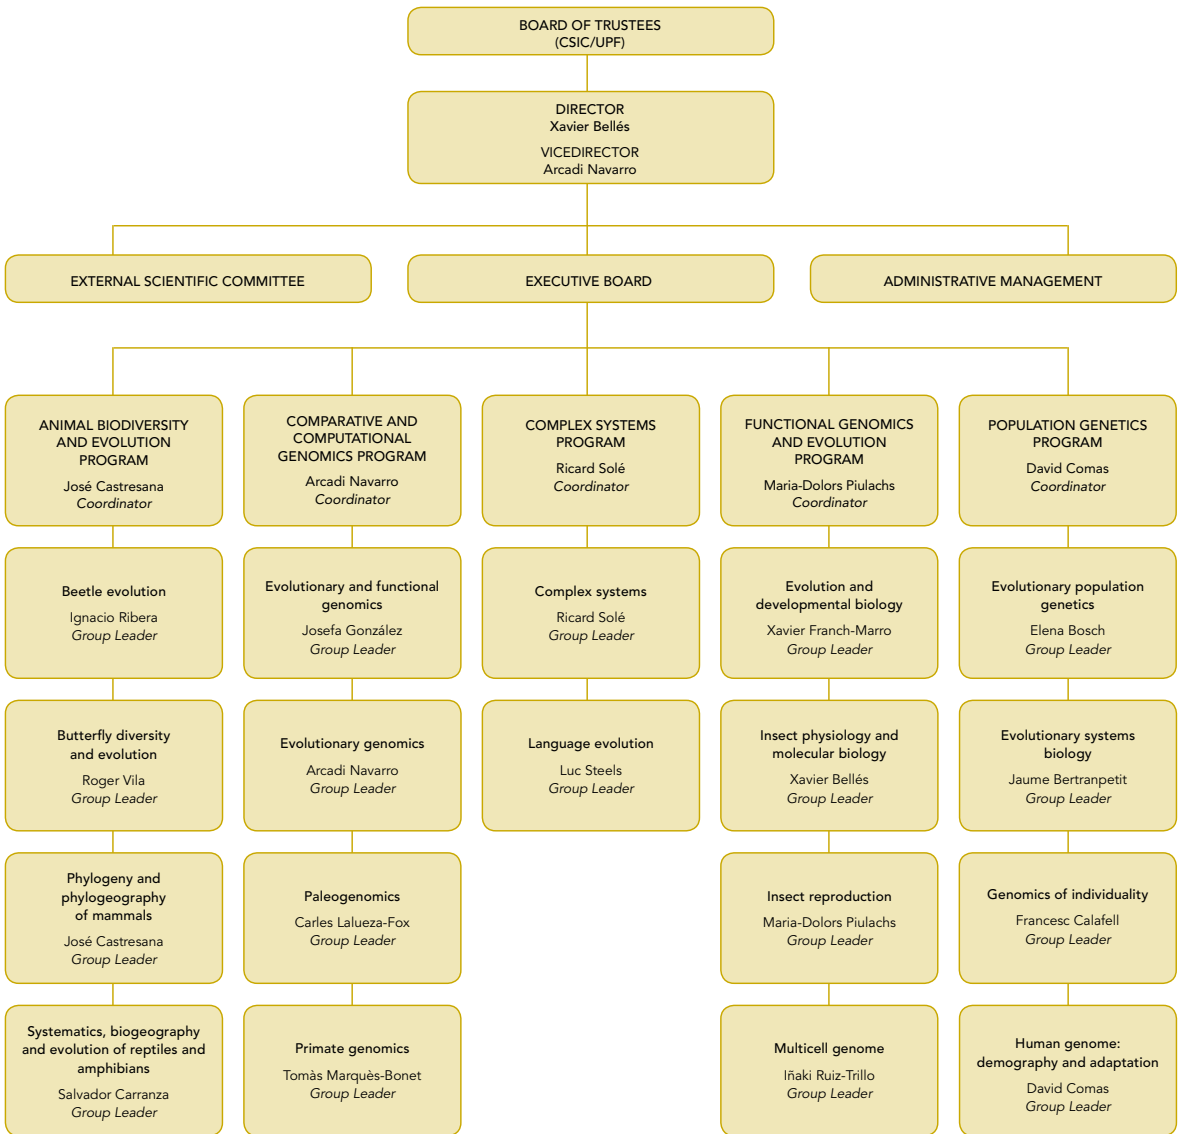 BOARD OF TRUSTEES
(CSIC/UPF)
DIRECTOR
Xavier Bellés
VICEDIRECTOR
Arcadi Navarro
EXTERNAL SCIENTIFIC COMMITTEE
EXECUTIVE BOARD
ADMINISTRATIVE MANAGEMENT
ANIMAL BIODIVERSITY
AND EVOLUTION
PROGRAM
José Castresana
Coordinator
COMPARATIVE AND
COMPUTATIONAL
GENOMICS PROGRAM
Arcadi Navarro
Coordinator
COMPLEX SYSTEMS
PROGRAM
Ricard Solé
Coordinator
FUNCTIONAL GENOMICS
AND EVOLUTION
PROGRAM
Maria-Dolors Piulachs
Coordinator
POPULATION GENETICS
PROGRAM
David Comas
Coordinator
Beetle evolution
Ignacio Ribera
Group Leader
Evolutionary and functional
genomics
Josefa González
Group Leader
Complex systems
Ricard Solé
Group Leader
Evolution and
developmental biology
Xavier Franch-Marro
Group Leader
Evolutionary population
genetics
Elena Bosch
Group Leader
Butterfly diversity
and evolution
Roger Vila
Group Leader
Evolutionary genomics
Arcadi Navarro
Group Leader
Language evolution
Luc Steels
Group Leader
Insect physiology and
molecular biology
Xavier Bellés
Group Leader
Evolutionary systems
biology
Jaume Bertranpetit
Group Leader
Phylogeny and
phylogeography
of mammals
José Castresana
Group Leader
Paleogenomics
Carles Lalueza-Fox
Group Leader
Insect reproduction
Maria-Dolors Piulachs
Group Leader
Genomics of individuality
Francesc Calafell
Group Leader
Systematics, biogeography
and evolution of reptiles and
amphibians
Salvador Carranza
Group Leader
Primate genomics
Tomàs Marquès-Bonet
Group Leader
Multicell genome
Iñaki Ruiz-Trillo
Group Leader
Human genome:
demography and adaptation
David Comas
Group Leader